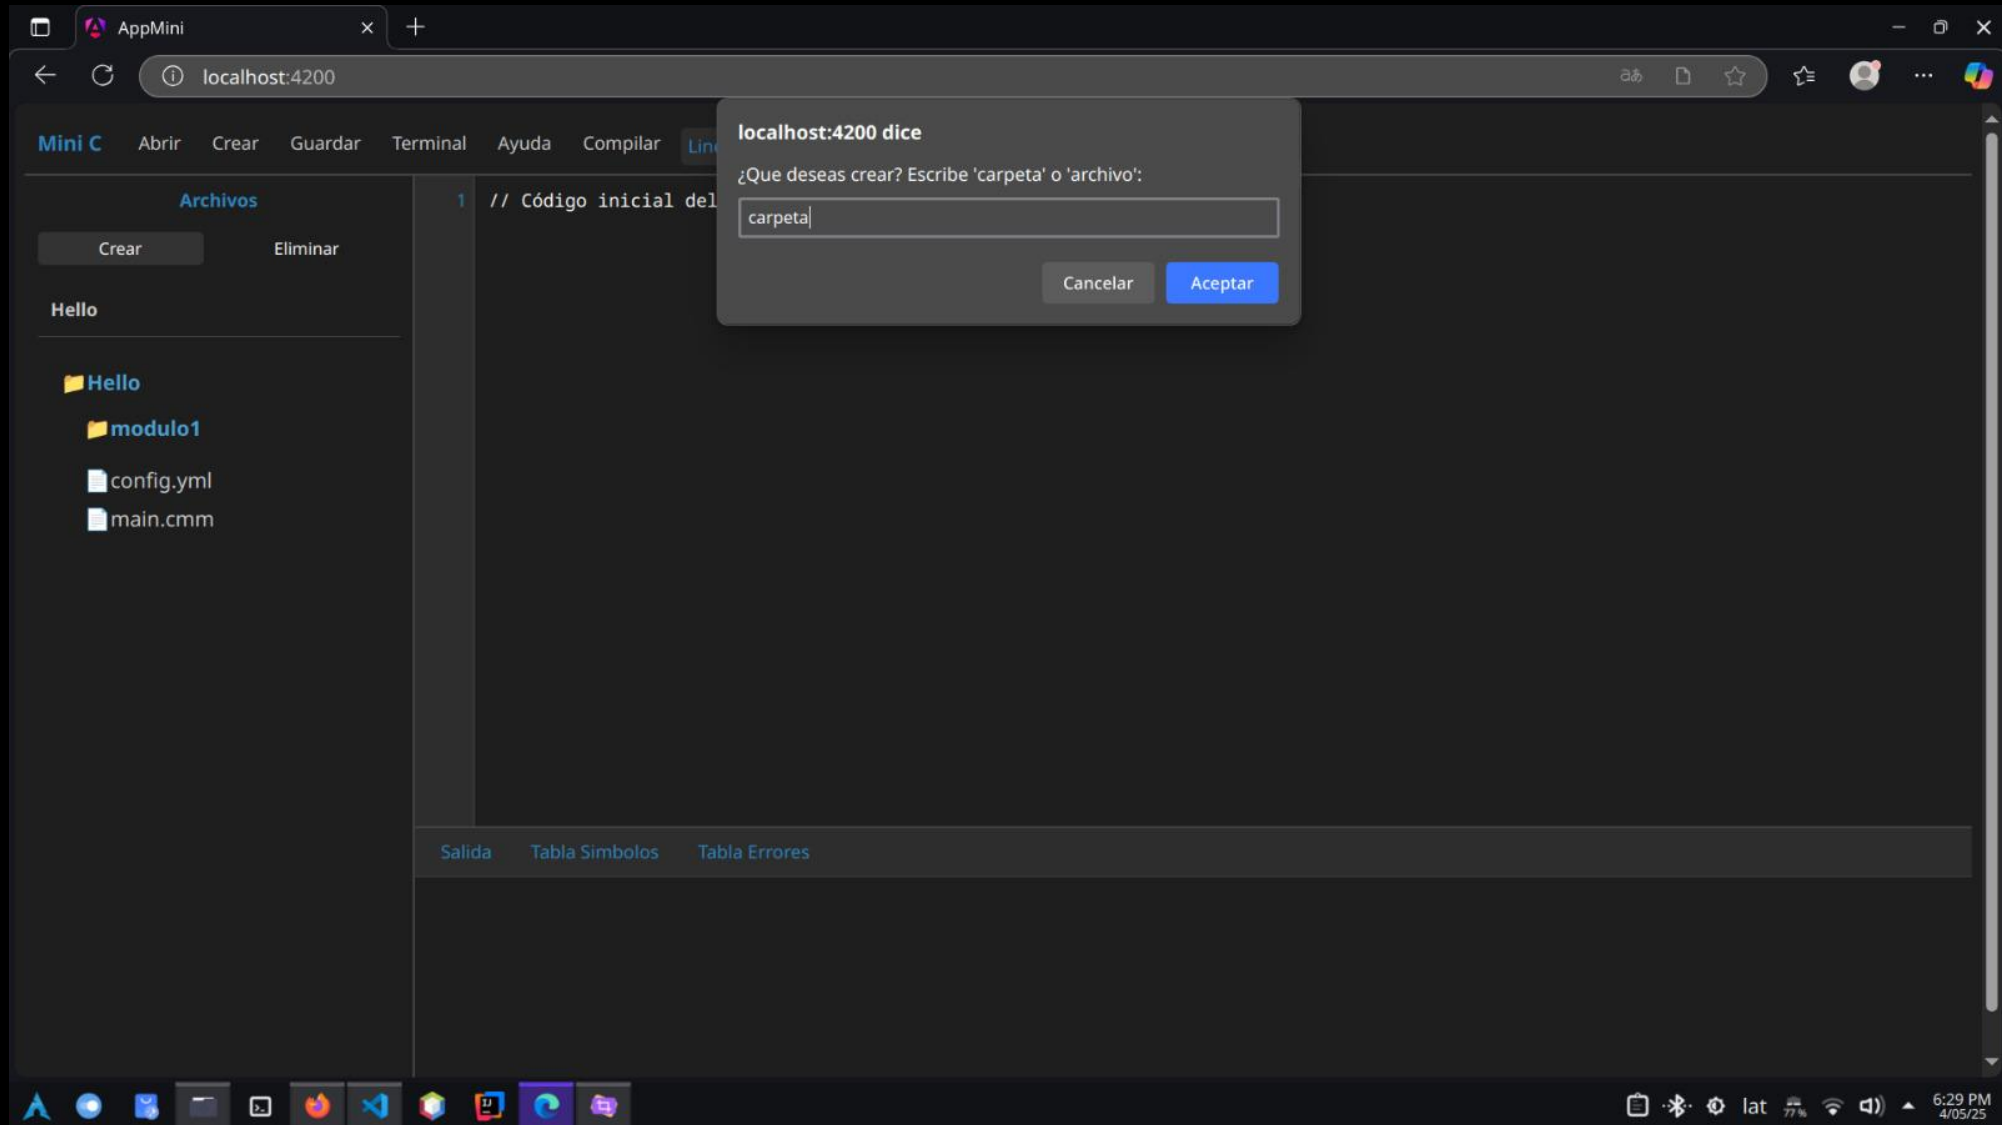 AppMini
localhost:4200
Mini C Abrir Crear Guardar Terminal Ayuda Compilar
localhost:4200 dice
¿Que deseas crear? Escribe 'carpeta' o 'archivo':
carpeta
Cancelar Aceptar
Archivos
Crear Eliminar
Hello
Hello
modulo1
config.yml
main.cmm
1 // Código inicial del
Salida Tabla Simbolos Tabla Errores
lat 77% 6:29 PM
4/05/25